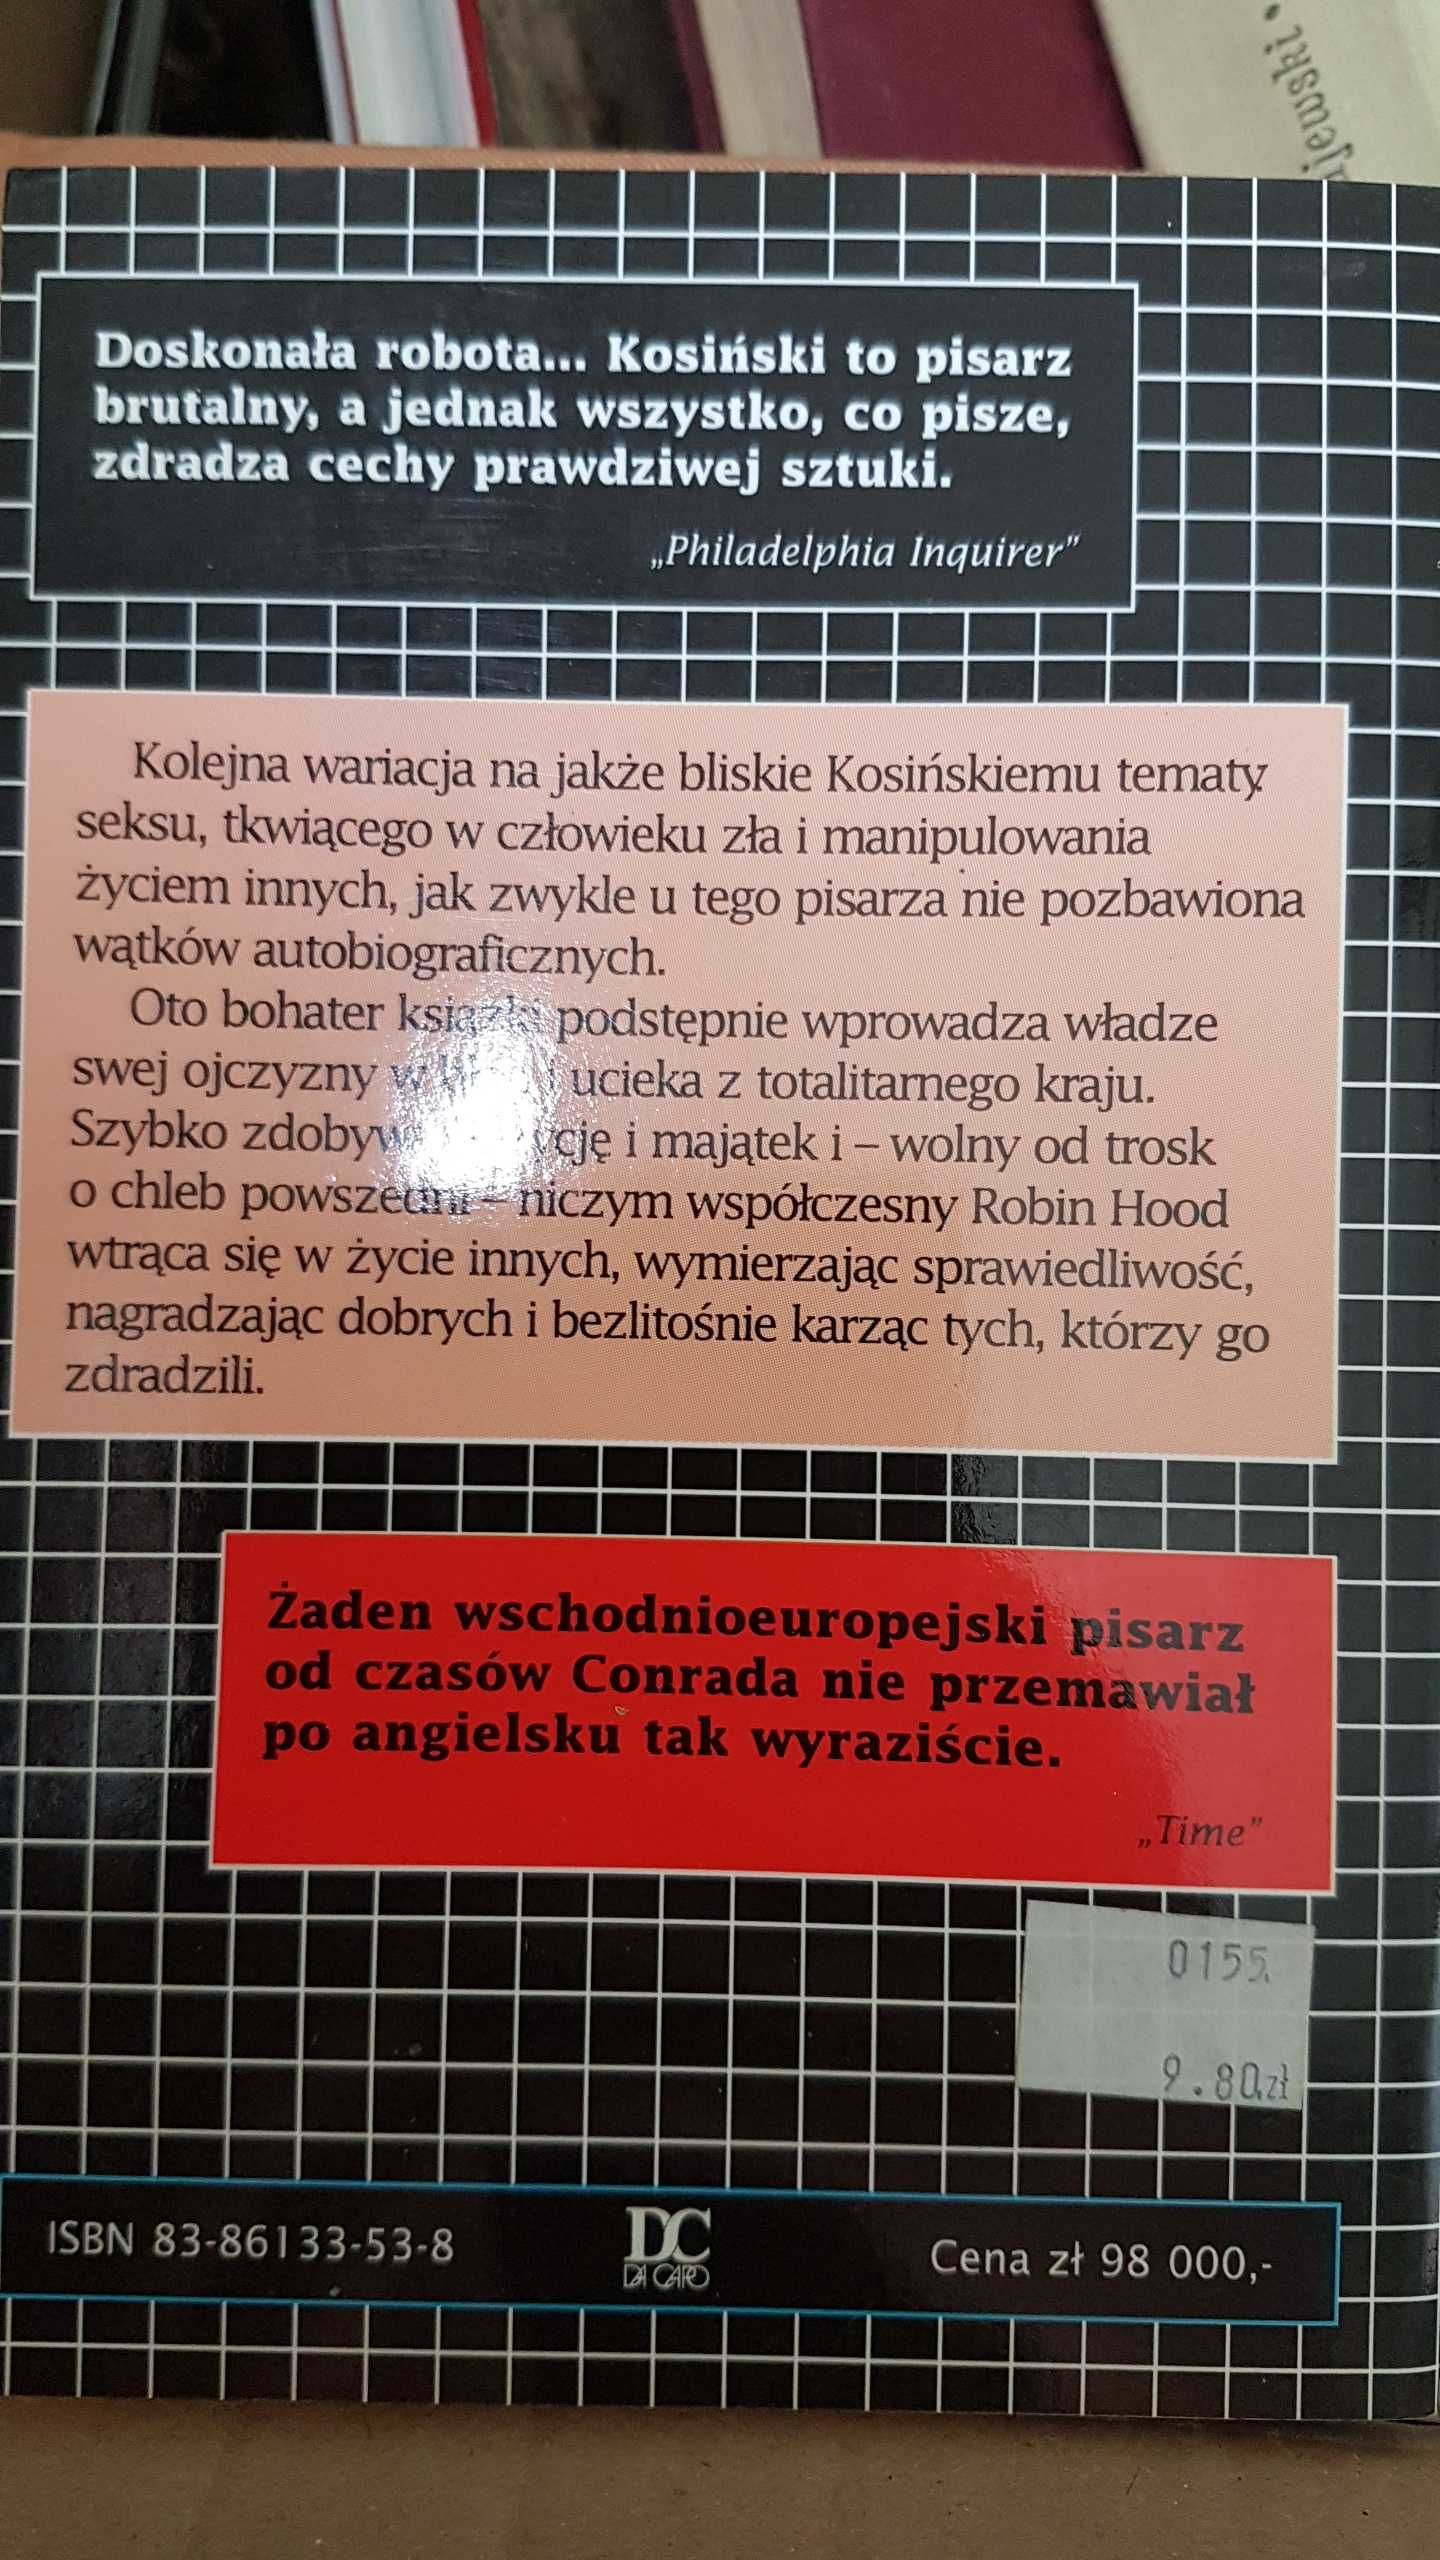 jewski.
Doskonała robota... Kosiński to pisarz
brutalny, a jednak wszystko, co pisze,
zdradza cechy prawdziwej sztuki.
„Philadelphia Inquirer”
Kolejna wariacja na jakże bliskie Kosińskiemu tematy
seksu, tkwiącego w człowieku zła i manipulowania
życiem innych, jak zwykle u tego pisarza nie pozbawiona
wątków autobiograficznych.
Oto bohater książki podstępnie wprowadza władze
swej ojczyzny w i ucieka z totalitarnego kraju.
Szybko i majątek i – wolny od trosk
o chleb powszedni – niczym współczesny Robin Hood
wtrąca się w życie innych, wymierzając sprawiedliwość,
nagradzając dobrych i bezlitośnie karząc tych, którzy go
zdradzili.
Żaden wschodnioeuropejski pisarz
od czasów Conrada nie przemawiał
po angielsku tak wyraziście.
„Time”
0155.
9.80zł
ISBN 83-86133-53-8
DC
DA CAPO
Cena zł 98 000,-